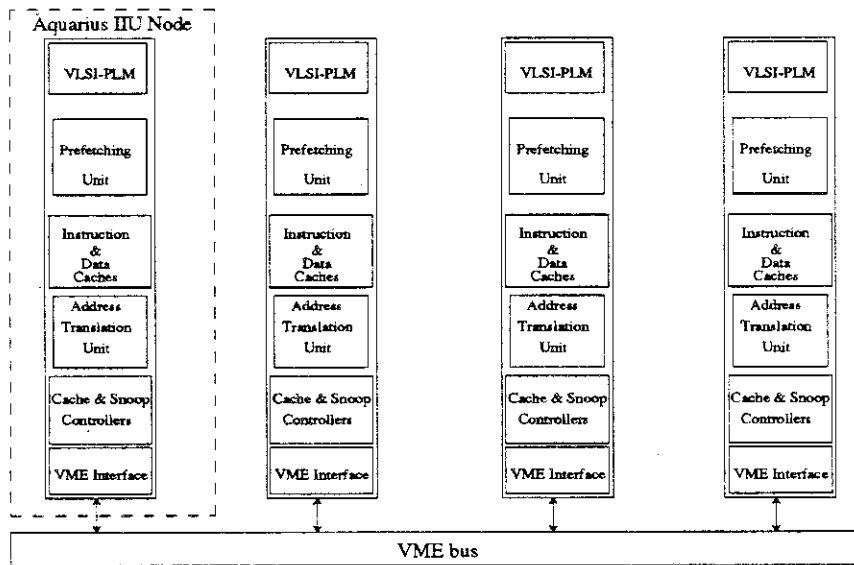 Aquarius IIU Node
VLSI-PLM
Prefetching
Unit
Instruction
&
Data
Caches
Address
Translation
Unit
Cache & Snoop
Controllers
VME Interface
VLSI-PLM
Prefetching
Unit
Instruction
&
Data
Caches
Address
Translation
Unit
Cache & Snoop
Controllers
VME Interface
VLSI-PLM
Prefetching
Unit
Instruction
&
Data
Caches
Address
Translation
Unit
Cache & Snoop
Controllers
VME Interface
VLSI-PLM
Prefetching
Unit
Instruction
&
Data
Caches
Address
Translation
Unit
Cache & Snoop
Controllers
VME Interface
VME bus